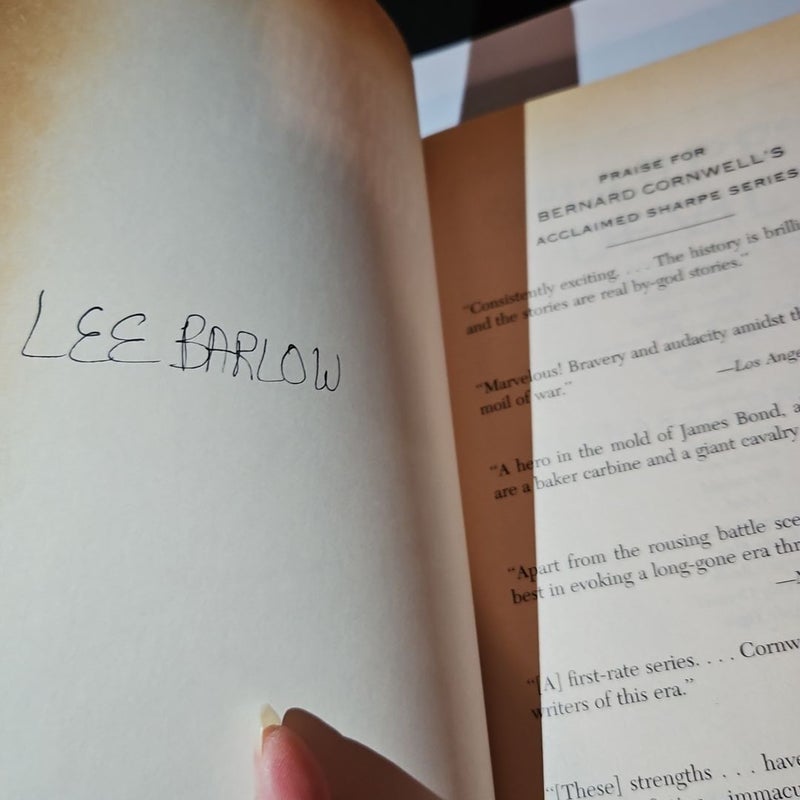 LEE BARLOW
PRAISE FOR
BERNARD CORNWELL'S
ACCLAIMED SHARPE SERIES
"Consistently exciting. . . . The history is brilli
and the stories are real by-god stories."
"Marvelous! Bravery and audacity amidst th
moil of war."
—Los Ange
"A hero in the mold of James Bond, a
are a baker carbine and a giant cavalry
"Apart from the rousing battle sce
best in evoking a long-gone era thr
"[A] first-rate series. . . . Cornw
writers of this era."
"[These] strengths . . . have
immacu